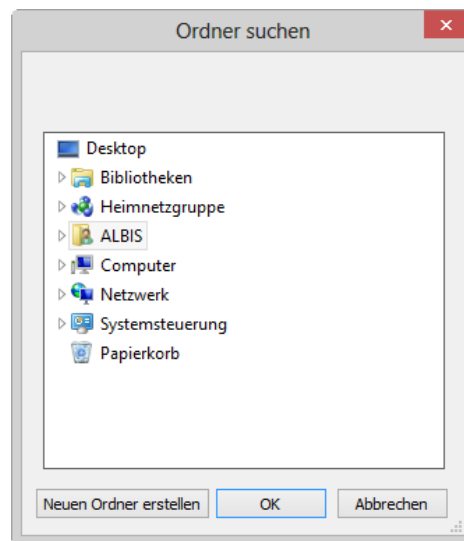 Ordner suchen
Desktop
Bibliotheken
Heimnetzgruppe
ALBIS
Computer
Netzwerk
Systemsteuerung
Papierkorb
Neuen Ordner erstellen OK Abbrechen